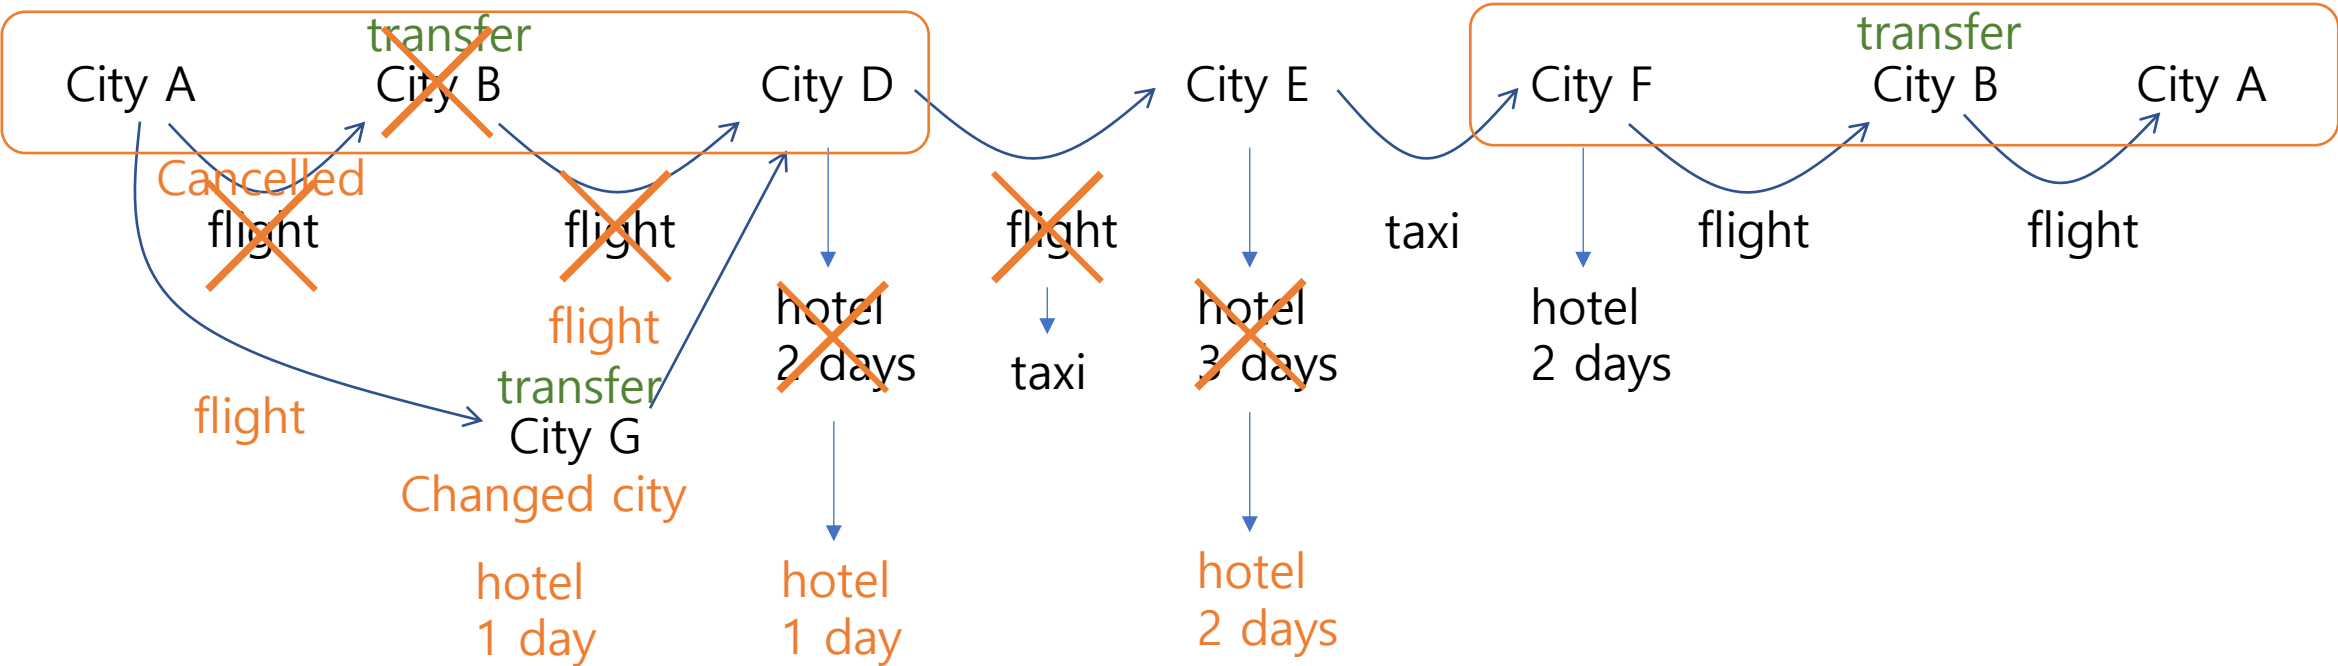 transfer
transfer
City A
City B
City D
City E
City F
City B
City A
Cancelled
flight
flight
flight
taxi
flight
flight
hotel
2 days
hotel
3 days
hotel
2 days
flight
taxi
transfer
flight
City G
Changed city
hotel
1 day
hotel
1 day
hotel
2 days